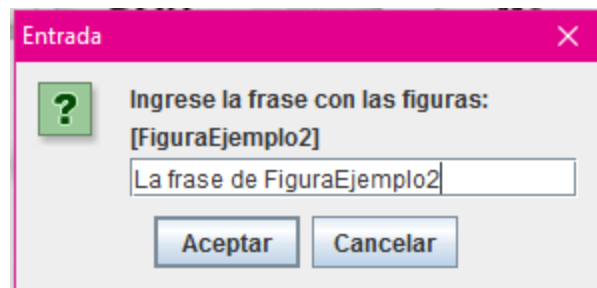 Entrada
Ingrese la frase con las figuras:
[FiguraEjemplo2]
La frase de FiguraEjemplo2
Aceptar Cancelar